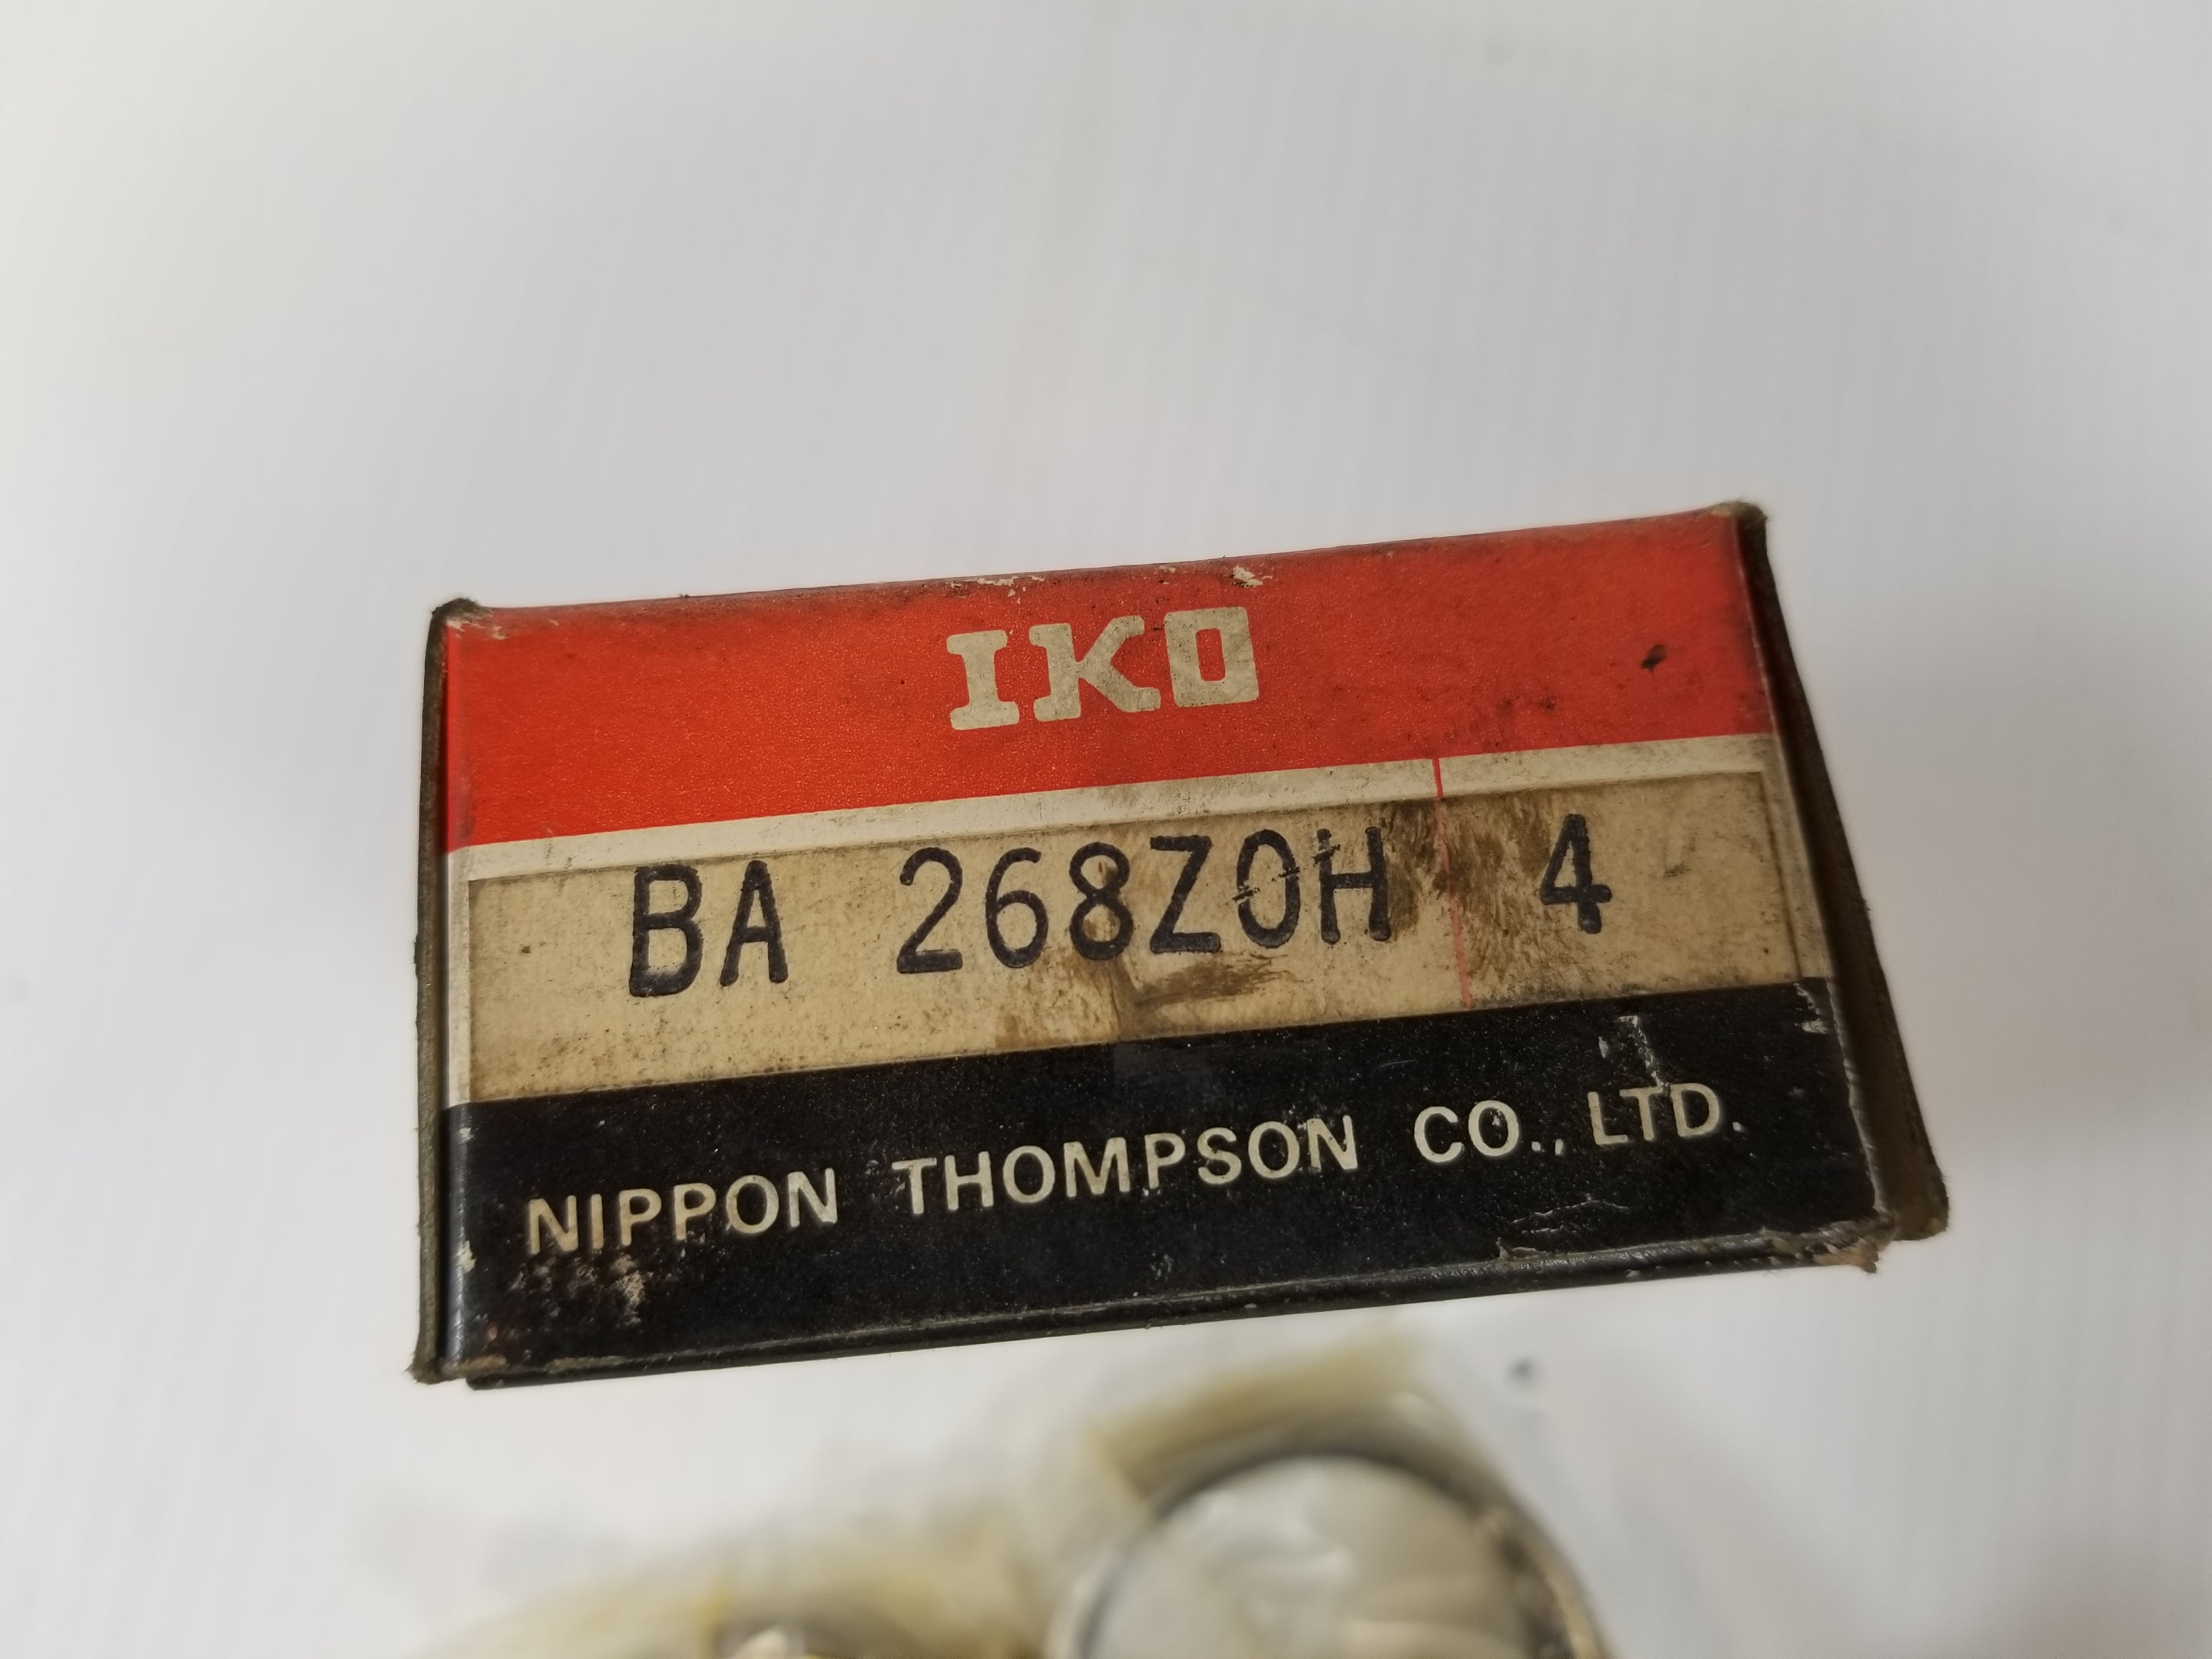 IKO
BA 268ZOH 4
NIPPON THOMPSON CO., LTD.